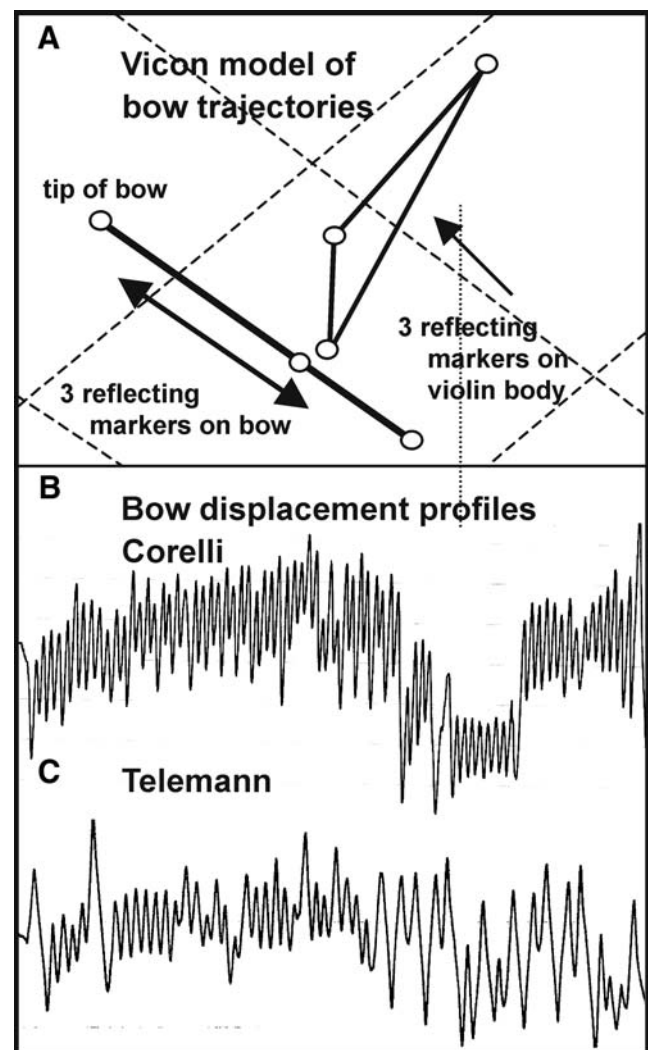 A
Vicon model of
bow trajectories
tip of bow
3 reflecting
markers on
violin body
3 reflecting
markers on bow
B
Bow displacement profiles
Corelli
C
Telemann